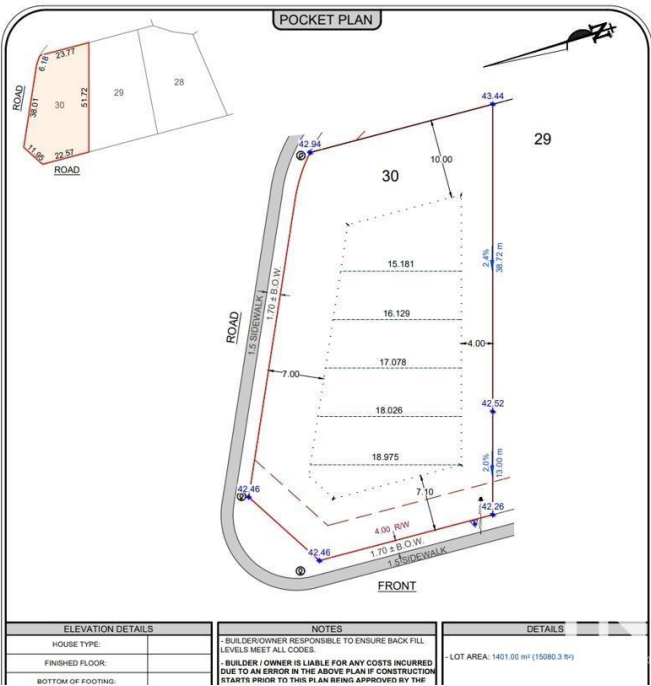 POCKET PLAN
N
23.77
6.18
ROAD
38.01
30
51.72
29
28
11.95
22.57
ROAD
43.44
42.94
29
10.00
30
2.4%
38.72 m
15.181
ROAD
1.5 SIDEWALK
1.70 ± B.O.W.
16.129
4.00
17.078
7.00
18.026
42.52
18.975
2.0%
13.00 m
42.46
7.10
42.26
4.00 R/W
42.46
1.70 ± B.O.W.
1.5 SIDEWALK
FRONT
ELEVATION DETAILS
HOUSE TYPE:
FINISHED FLOOR:
BOTTOM OF FOOTING:
NOTES
- BUILDER/OWNER RESPONSIBLE TO ENSURE BACK FILL
LEVELS MEET ALL CODES.
- BUILDER / OWNER IS LIABLE FOR ANY COSTS INCURRED
DUE TO AN ERROR IN THE ABOVE PLAN IF CONSTRUCTION
STARTS PRIOR TO THIS PLAN BEING APPROVED BY THE
DETAILS
- LOT AREA: 1401.00 m² (15080.3 ft²)